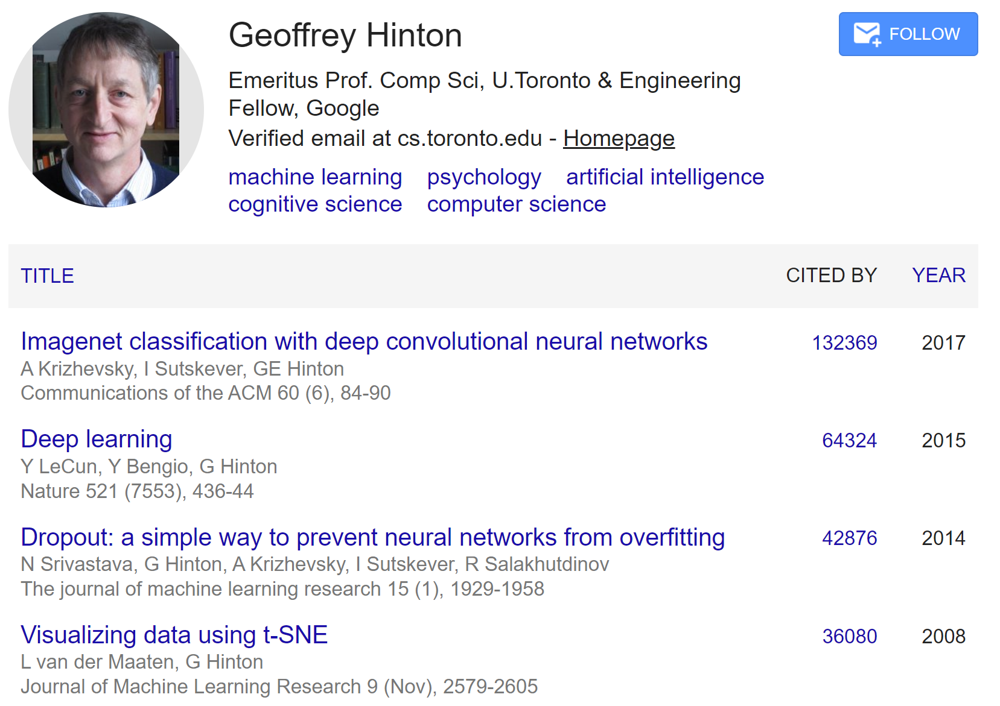 Geoffrey Hinton
FOLLOW
Emeritus Prof. Comp Sci, U.Toronto & Engineering
Fellow, Google
Verified email at cs.toronto.edu - Homepage
machine learning psychology artificial intelligence
cognitive science computer science
TITLE CITED BY YEAR
Imagenet classification with deep convolutional neural networks 132369 2017
A Krizhevsky, I Sutskever, GE Hinton
Communications of the ACM 60 (6), 84-90
Deep learning 64324 2015
Y LeCun, Y Bengio, G Hinton
Nature 521 (7553), 436-44
Dropout: a simple way to prevent neural networks from overfitting 42876 2014
N Srivastava, G Hinton, A Krizhevsky, I Sutskever, R Salakhutdinov
The journal of machine learning research 15 (1), 1929-1958
Visualizing data using t-SNE 36080 2008
L van der Maaten, G Hinton
Journal of Machine Learning Research 9 (Nov), 2579-2605